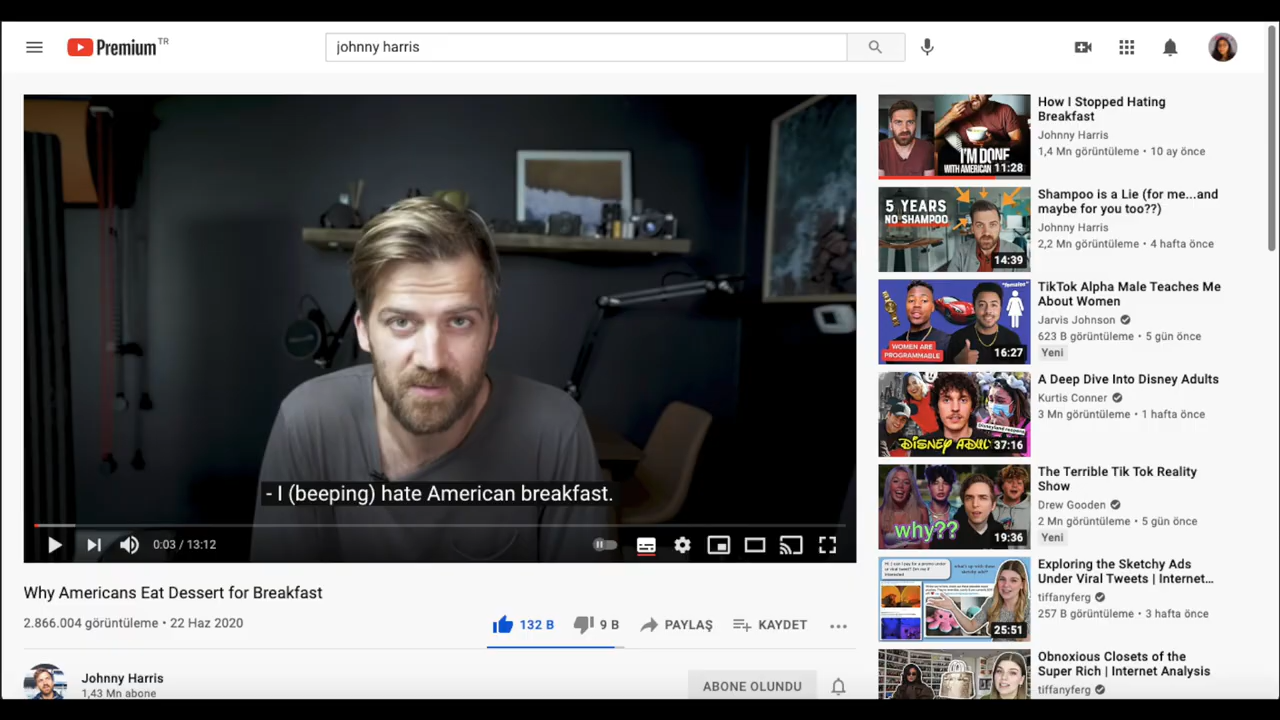 Premium TR
johnny harris
- I (beeping) hate American breakfast.
0:03 / 13:12
Why Americans Eat Dessert for Breakfast
2.866.004 görüntüleme • 22 Haz 2020
132 B
9 B
PAYLAŞ
KAYDET
Johnny Harris
1,43 Mn abone
ABONE OLUNDU
I'M DONE
WITH AMERICAN
11:28
How I Stopped Hating
Breakfast
Johnny Harris
1,4 Mn görüntüleme • 10 ay önce
5 YEARS
NO SHAMPOO
14:39
Shampoo is a Lie (for me...and
maybe for you too??)
Johnny Harris
2,2 Mn görüntüleme • 4 hafta önce
"females"
WOMEN ARE
PROGRAMMABLE
16:27
TikTok Alpha Male Teaches Me
About Women
Jarvis Johnson
623 B görüntüleme • 5 gün önce
Yeni
DISNEY ADUL
37:16
A Deep Dive Into Disney Adults
Kurtis Conner
3 Mn görüntüleme • 1 hafta önce
why??
19:36
The Terrible Tik Tok Reality
Show
Drew Gooden
2 Mn görüntüleme • 5 gün önce
Yeni
25:51
Exploring the Sketchy Ads
Under Viral Tweets | Internet...
tiffanyferg
257 B görüntüleme • 3 hafta önce
Obnoxious Closets of the
Super Rich | Internet Analysis
tiffanyferg